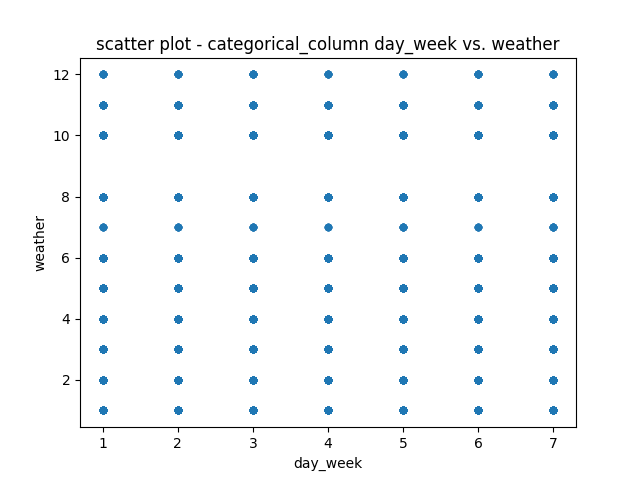 scatter plot - categorical_column day_week vs. weather
12
10
8
6
4
2
weather
1 2 3 4 5 6 7
day_week